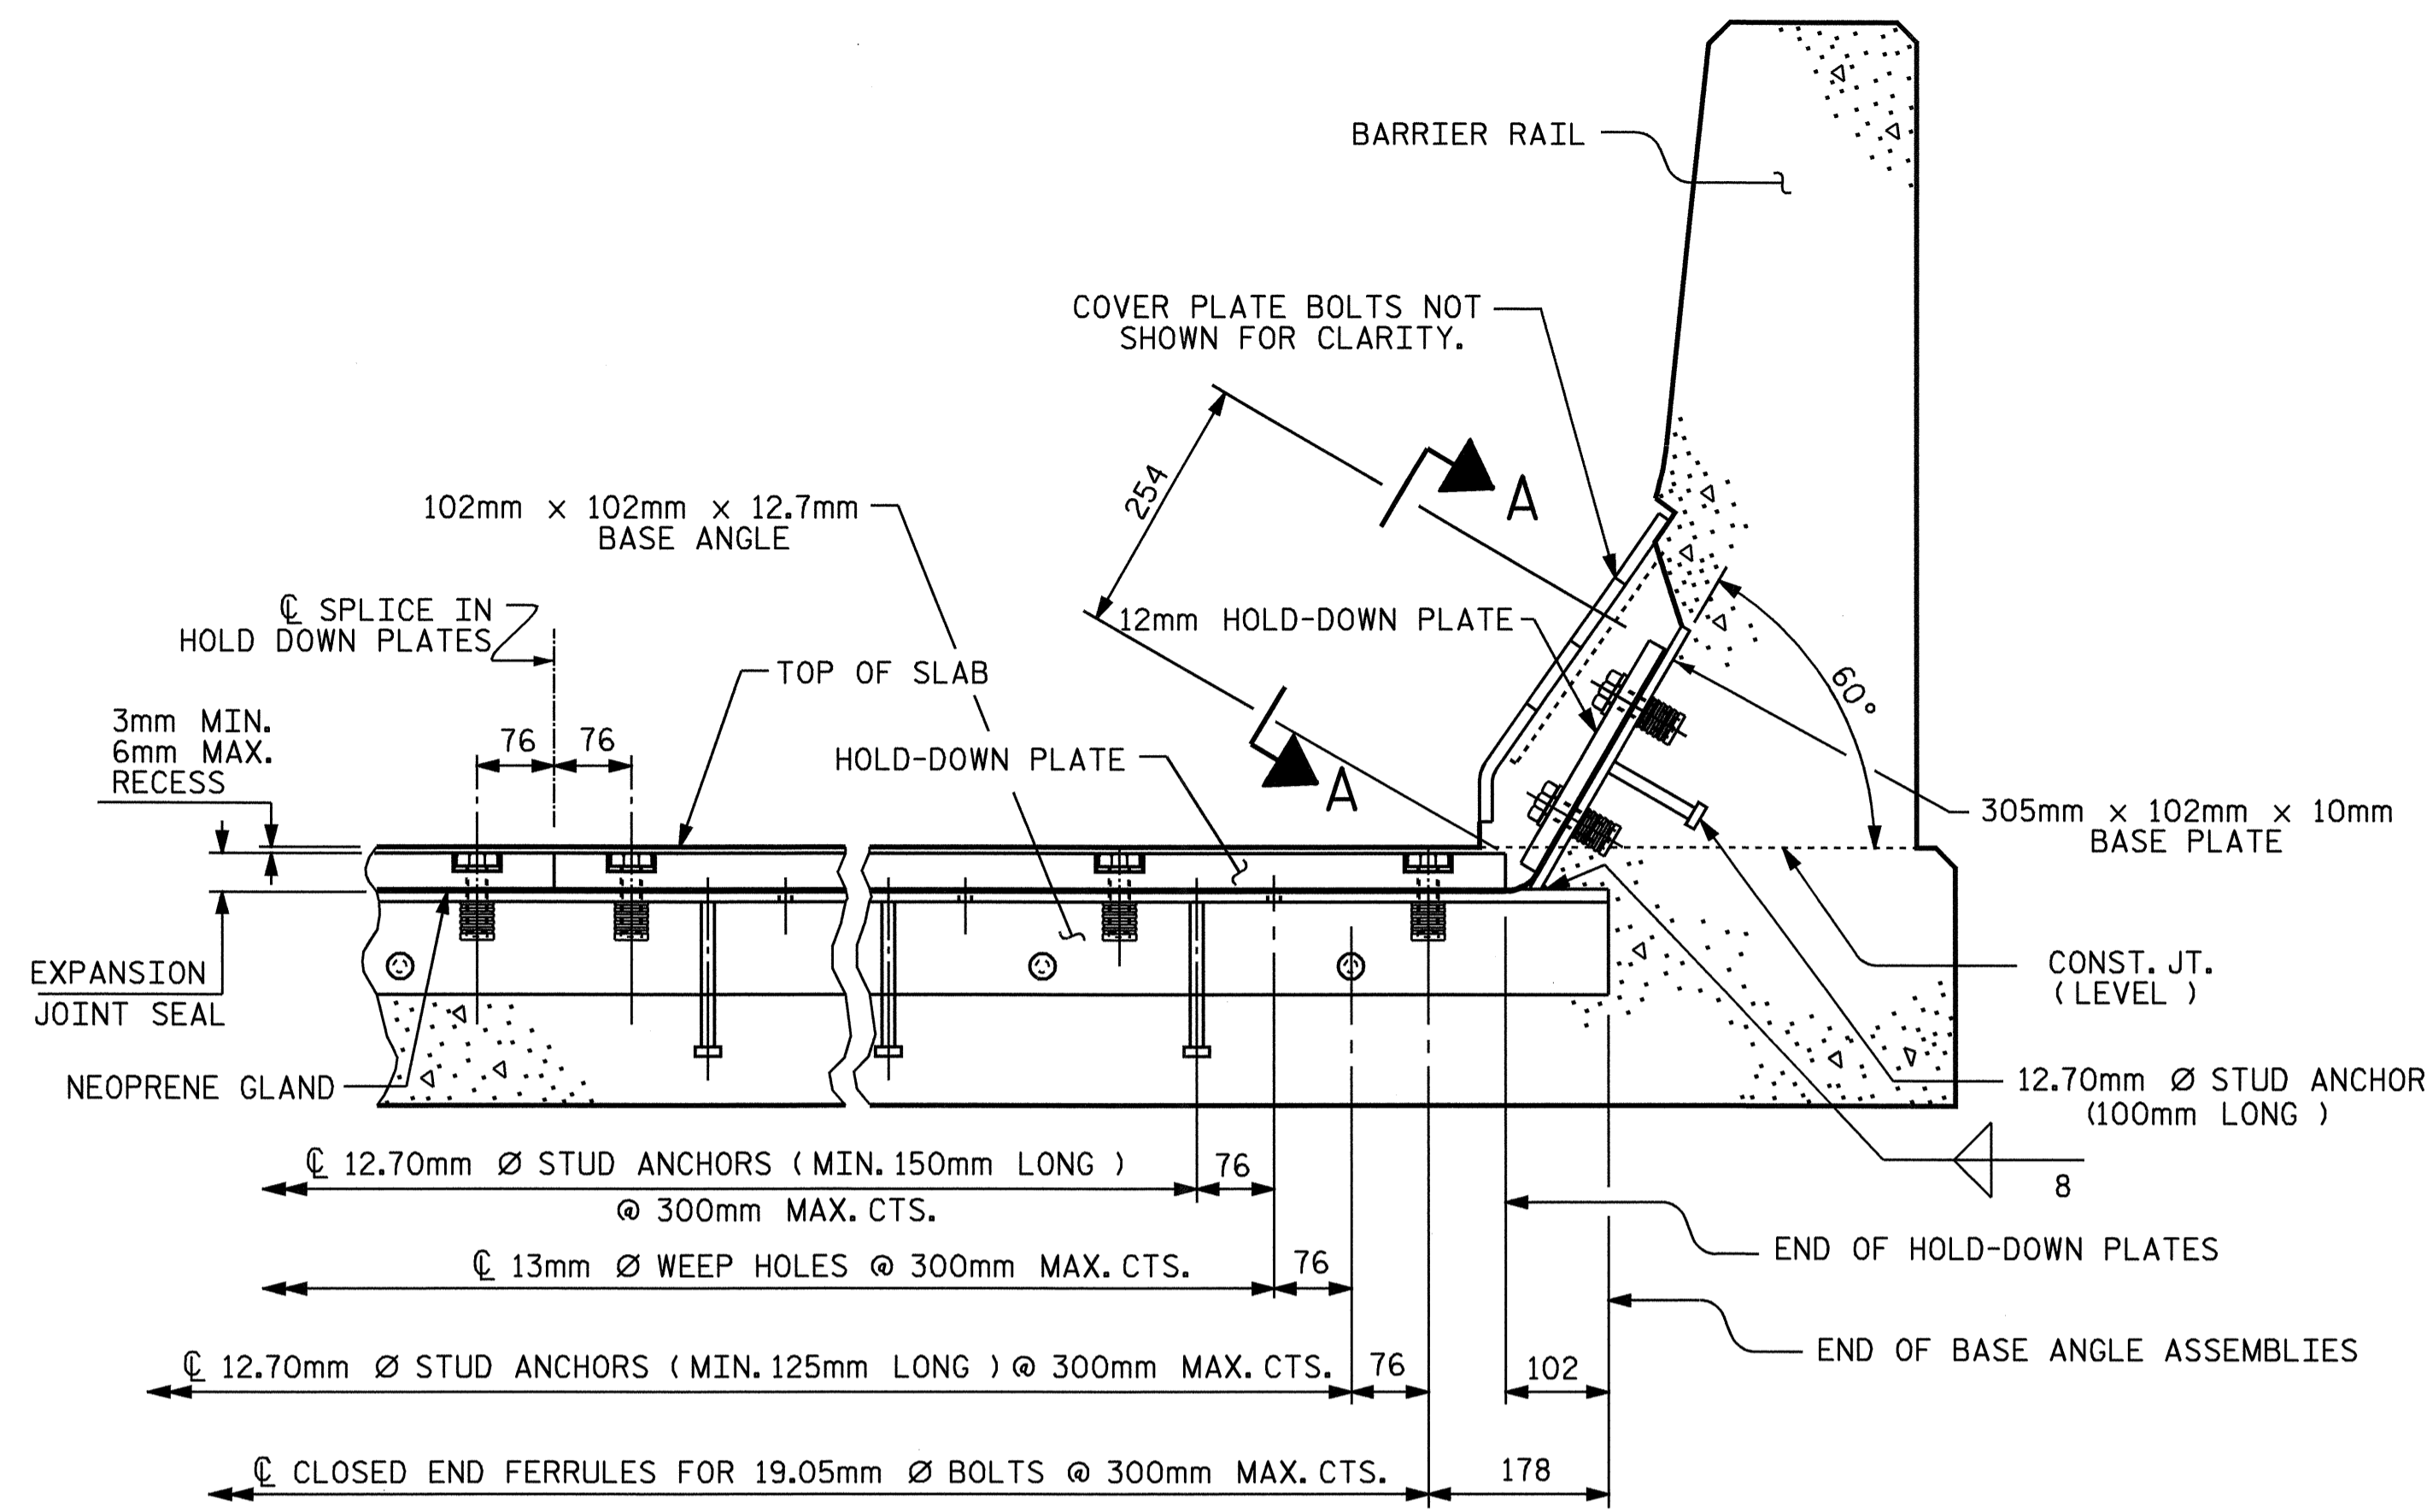 BARRIER RAIL
COVER PLATE BOLTS NOT
SHOWN FOR CLARITY.
254
A
102mm x 102mm x 12.7mm
BASE ANGLE
℄ SPLICE IN
HOLD DOWN PLATES
12mm HOLD-DOWN PLATE
TOP OF SLAB
60°
3mm MIN.
6mm MAX.
RECESS
76
76
HOLD-DOWN PLATE
A
305mm x 102mm x 10mm
BASE PLATE
EXPANSION
JOINT SEAL
CONST. JT.
( LEVEL )
NEOPRENE GLAND
12.70mm Ø STUD ANCHOR
(100mm LONG )
℄ 12.70mm Ø STUD ANCHORS ( MIN. 150mm LONG )
@ 300mm MAX. CTS.
76
8
END OF HOLD-DOWN PLATES
℄ 13mm Ø WEEP HOLES @ 300mm MAX. CTS.
76
END OF BASE ANGLE ASSEMBLIES
℄ 12.70mm Ø STUD ANCHORS ( MIN. 125mm LONG ) @ 300mm MAX. CTS.
76
102
℄ CLOSED END FERRULES FOR 19.05mm Ø BOLTS @ 300mm MAX. CTS.
178